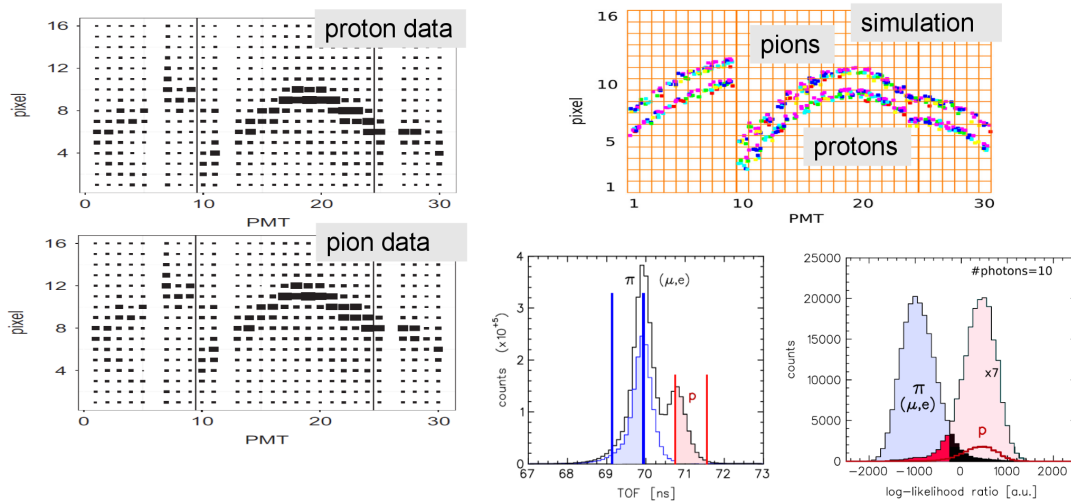 proton data
16
12
8
4
pixel
0
10
20
30
PMT
pion data
16
12
8
4
pixel
0
10
20
30
PMT
simulation
pions
protons
16
10
5
1
pixel
1
10
20
30
PMT
π (μ,e)
p
4
3
2
1
0
counts (×10⁺⁵)
67 68 69 70 71 72 73
TOF [ns]
#photons=10
25000
20000
15000
10000
5000
0
counts
π
(μ,e)
x7
p
−2000 −1000 0 1000 2000
log−likelihood ratio [a.u.]